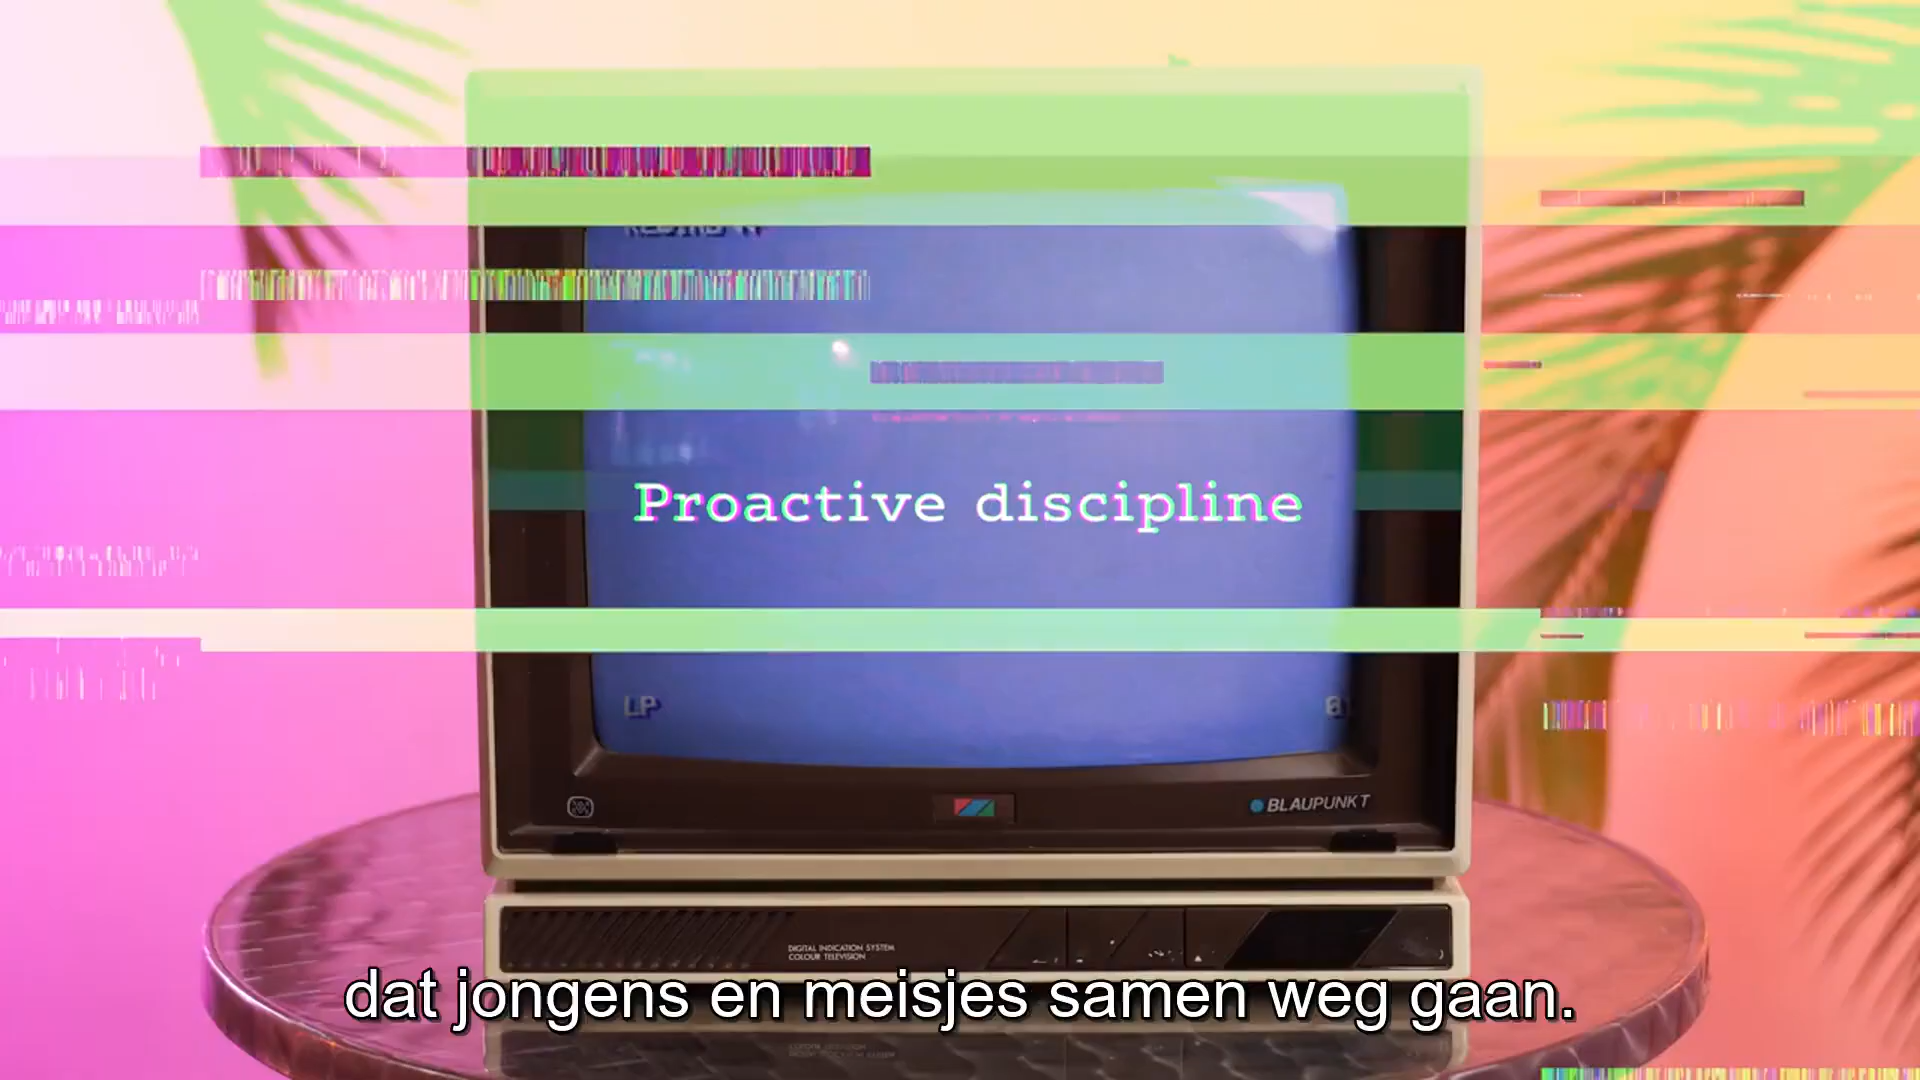 Proactive discipline
LP
BLAUPUNKT
DIGITAL INDICATION SYSTEM
COLOUR TELEVISION
dat jongens en meisjes samen weg gaan.